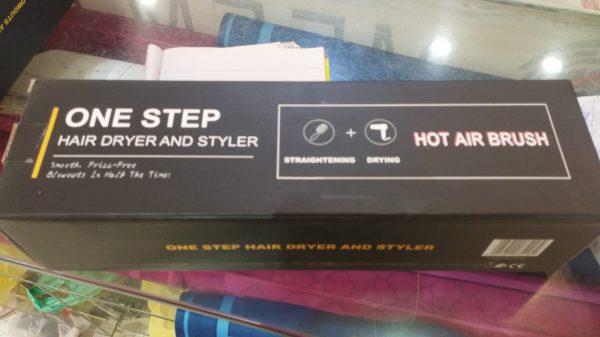 ONE STEP
HAIR DRYER AND STYLER
Smooth, Frizz-Free
Blowouts In Half The Time!
STRAIGHTENING
+
DRYING
HOT AIR BRUSH
ONE STEP HAIR DRYER AND STYLER
CE